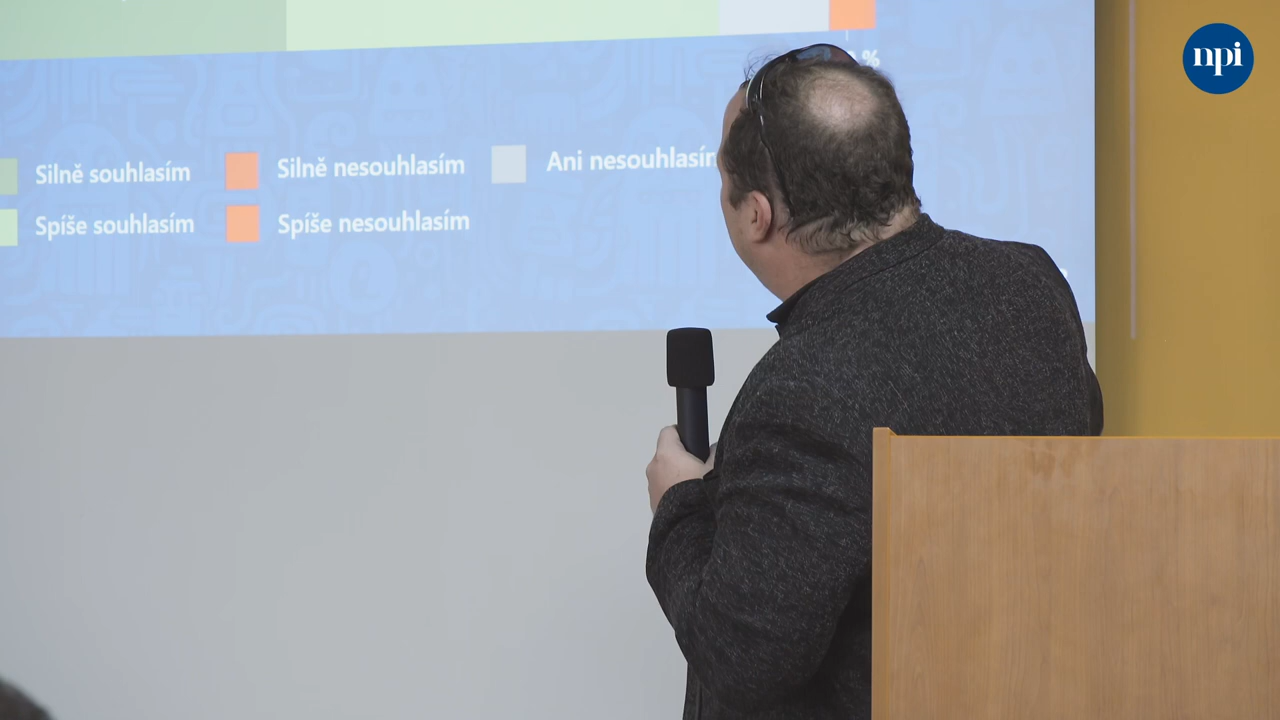 npi
%
Silně souhlasím
Silně nesouhlasím
Ani nesouhlasím
Spíše souhlasím
Spíše nesouhlasím